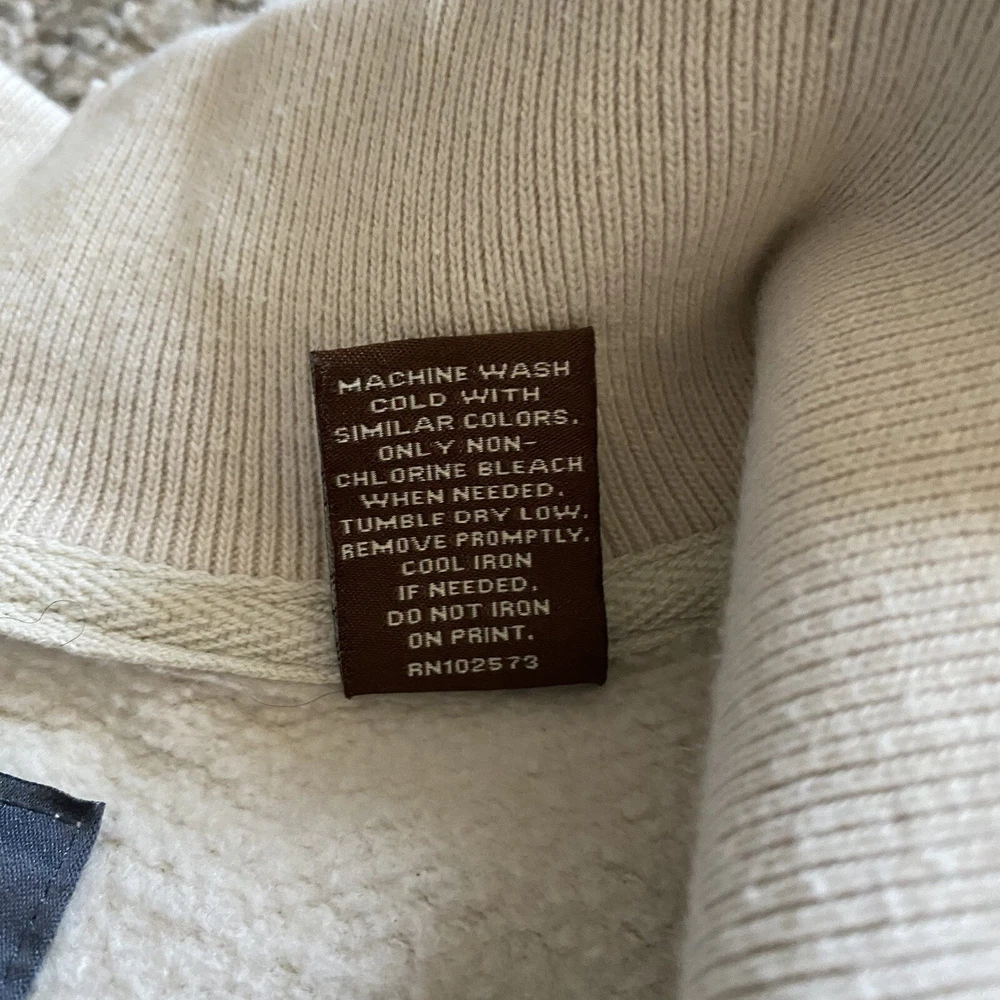 MACHINE WASH
COLD WITH
SIMILAR COLORS.
ONLY NON-
CHLORINE BLEACH
WHEN NEEDED.
TUMBLE DRY LOW.
REMOVE PROMPTLY.
COOL IRON
IF NEEDED.
DO NOT IRON
ON PRINT.
RN102573